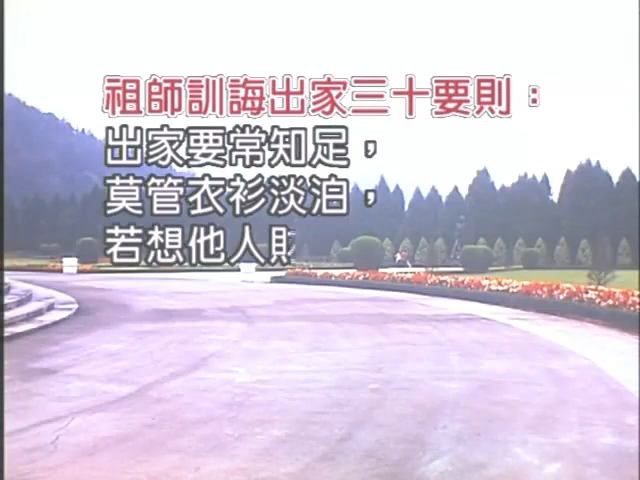 祖師訓誨出家三十要則：
出家要常知足，
莫管衣衫淡泊，
若想他人